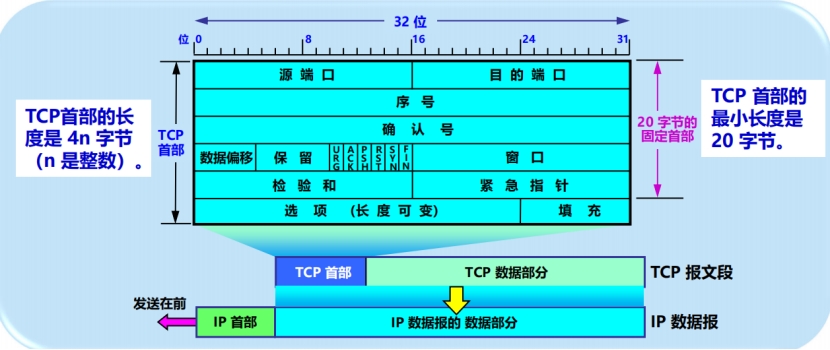 32 位
位 0 8 16 24 31
TCP首部的长
度是 4n 字节
(n 是整数)。
TCP
首部
源端口 目的端口
序号
确认号
数据偏移 保留 URG ACK PSH RST SYN FIN 窗口
检验和 紧急指针
选项 (长度可变) 填充
20 字节的
固定首部
TCP 首部的
最小长度是
20 字节。
TCP 首部 TCP 数据部分 TCP 报文段
发送在前
IP 首部 IP 数据报的 数据部分 IP 数据报